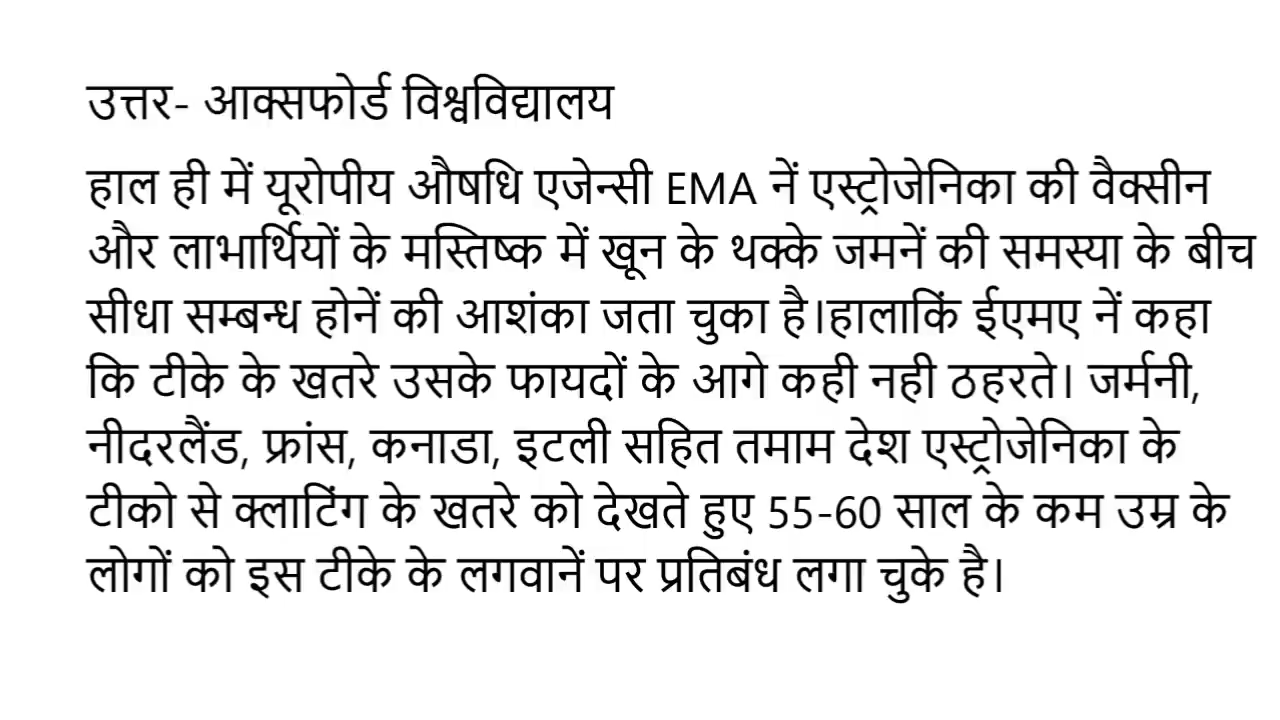 उत्तर- आक्सफोर्ड विश्वविद्यालय
हाल ही में यूरोपीय औषधि एजेन्सी EMA नें एस्ट्रोजेनिका की वैक्सीन
और लाभार्थियों के मस्तिष्क में खून के थक्के जमनें की समस्या के बीच
सीधा सम्बन्ध होनें की आशंका जता चुका है।हालाकिं ईएमए नें कहा
कि टीके के खतरे उसके फायदों के आगे कही नही ठहरते। जर्मनी,
नीदरलैंड, फ्रांस, कनाडा, इटली सहित तमाम देश एस्ट्रोजेनिका के
टीको से क्लाटिंग के खतरे को देखते हुए 55-60 साल के कम उम्र के
लोगों को इस टीके के लगवानें पर प्रतिबंध लगा चुके है।